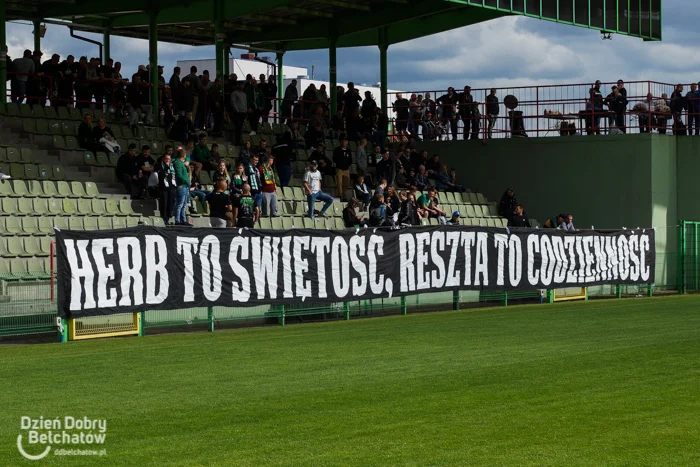 HERB TO ŚWIĘTOŚĆ, RESZTA TO CODZIENNOŚĆ
Dzień Dobry
Bełchatów
ddbelchatow.pl